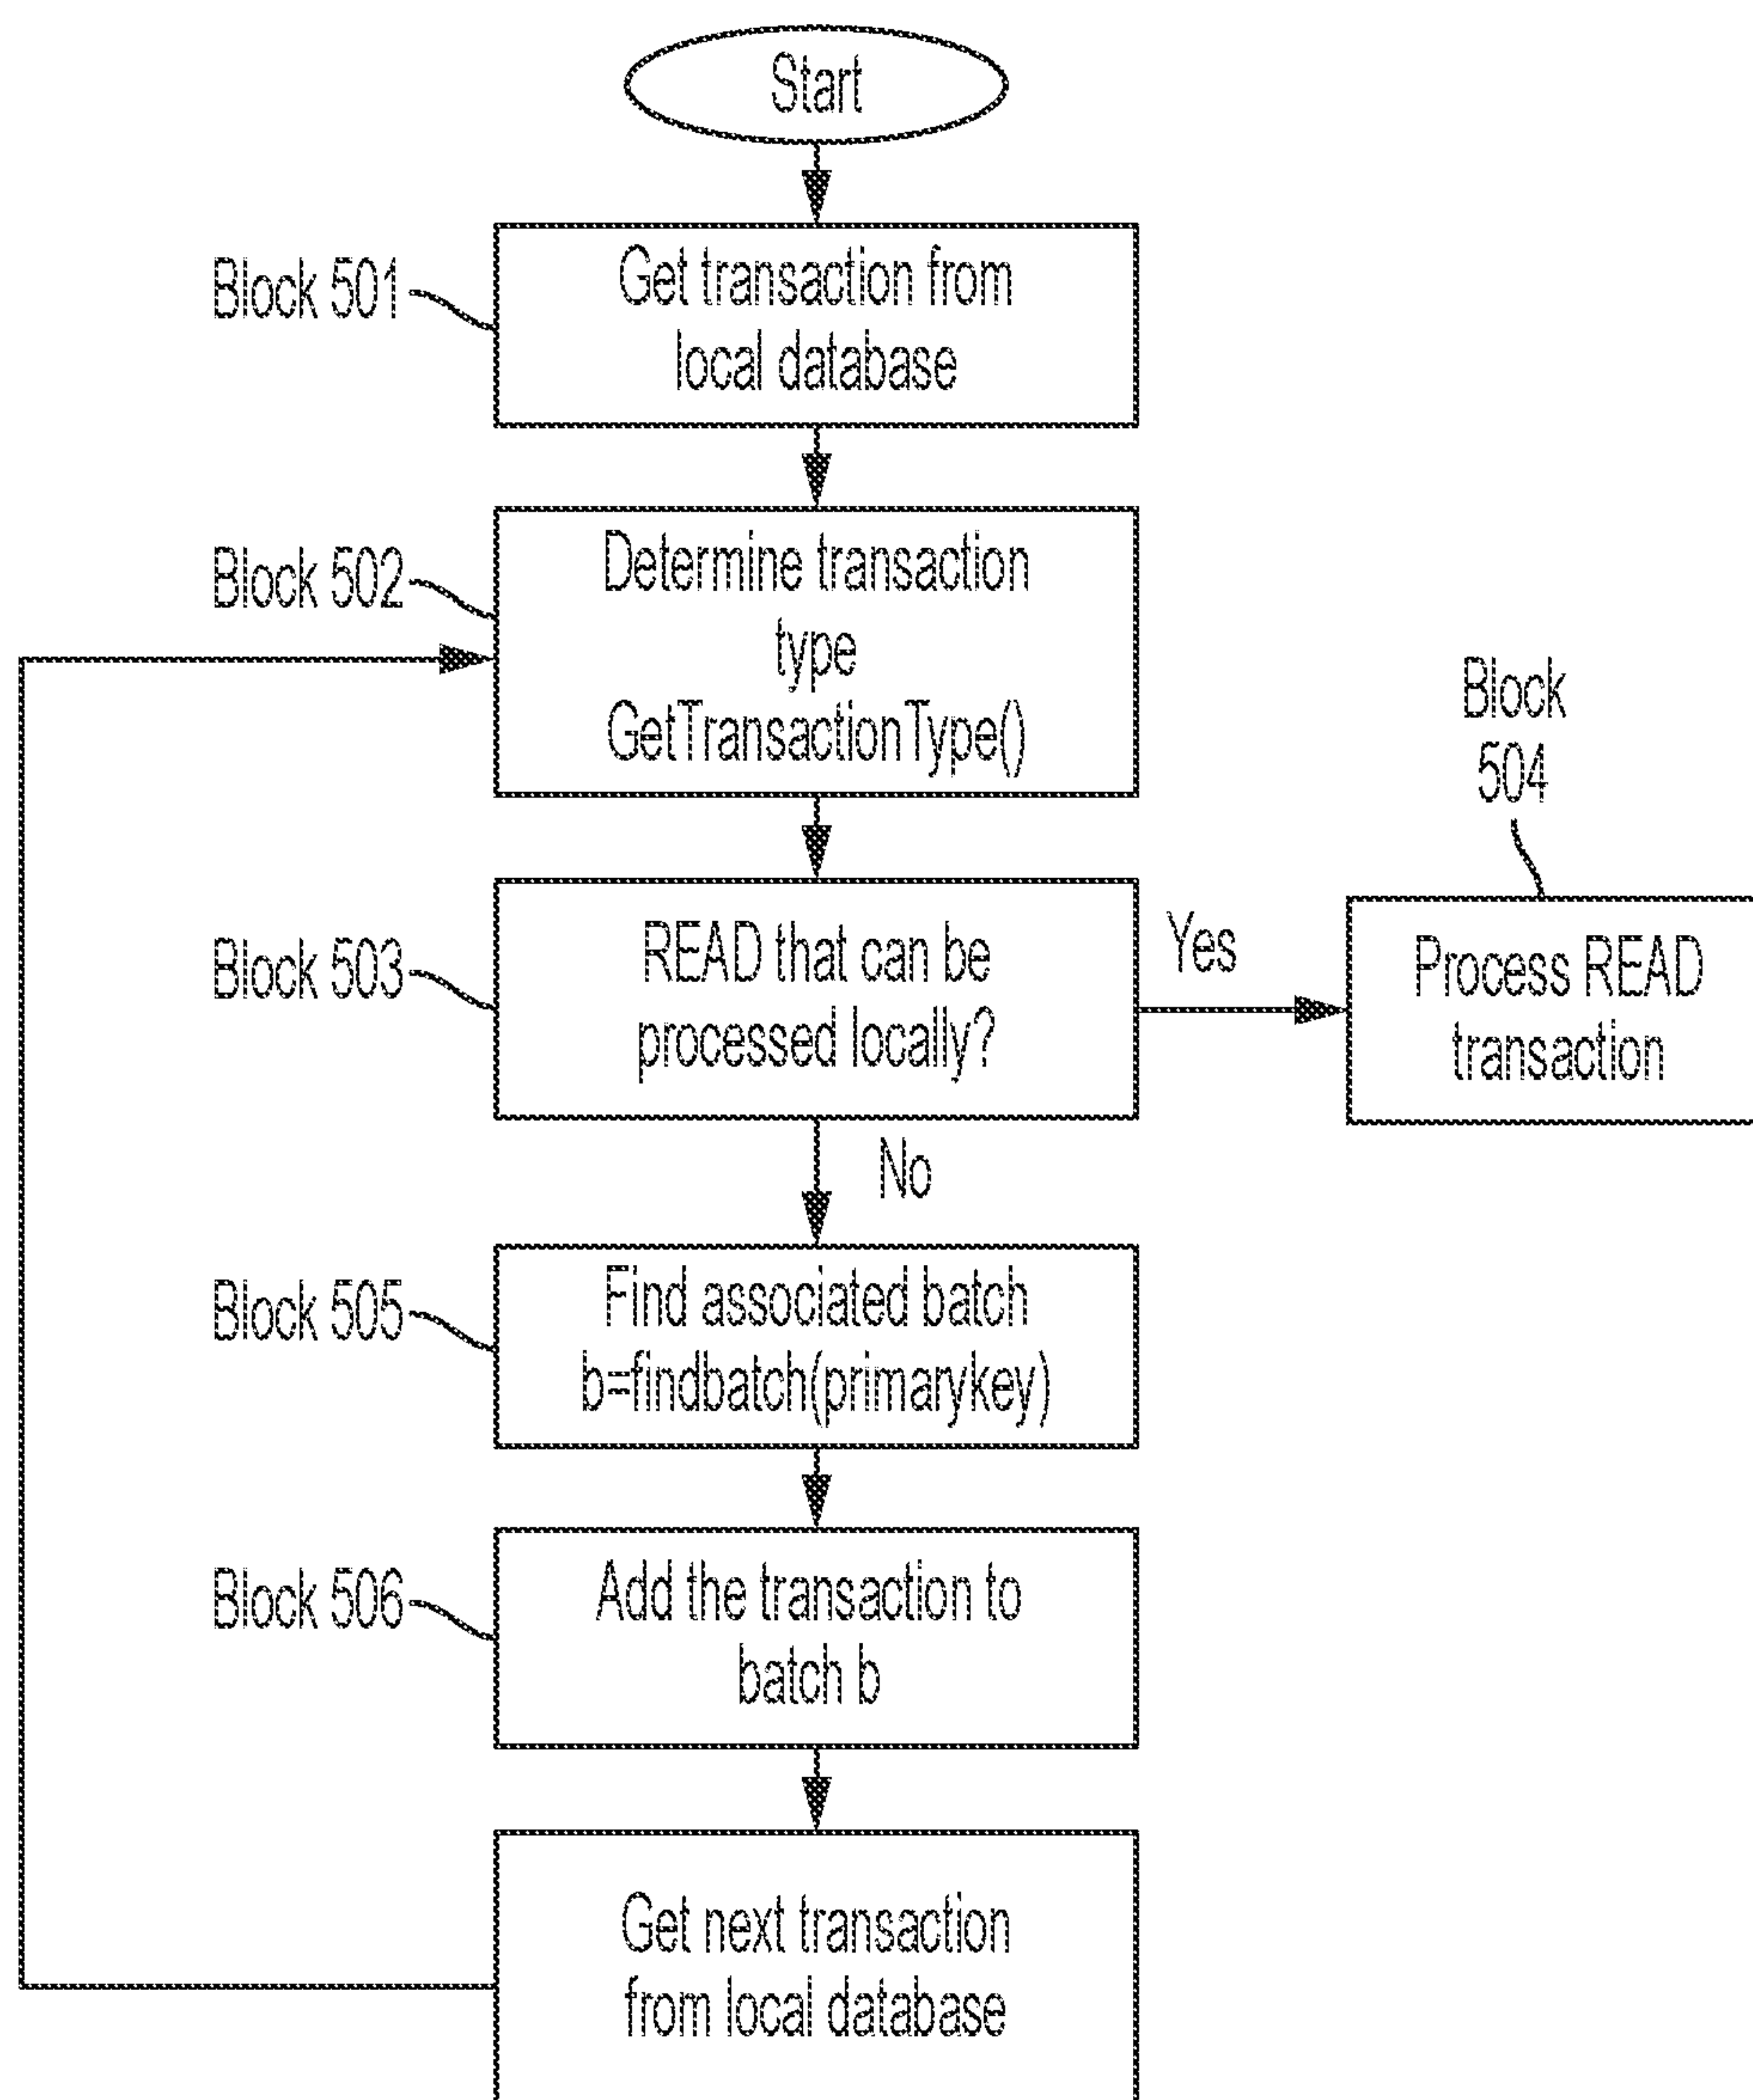 Start
Block 501
Get transaction from
local database
Block 502
Determine transaction
type
GetTransactionType()
Block 503
READ that can be
processed locally?
Yes
Block
504
Process READ
transaction
No
Block 505
Find associated batch
b=findbatch(primarykey)
Block 506
Add the transaction to
batch b
Get next transaction
from local database